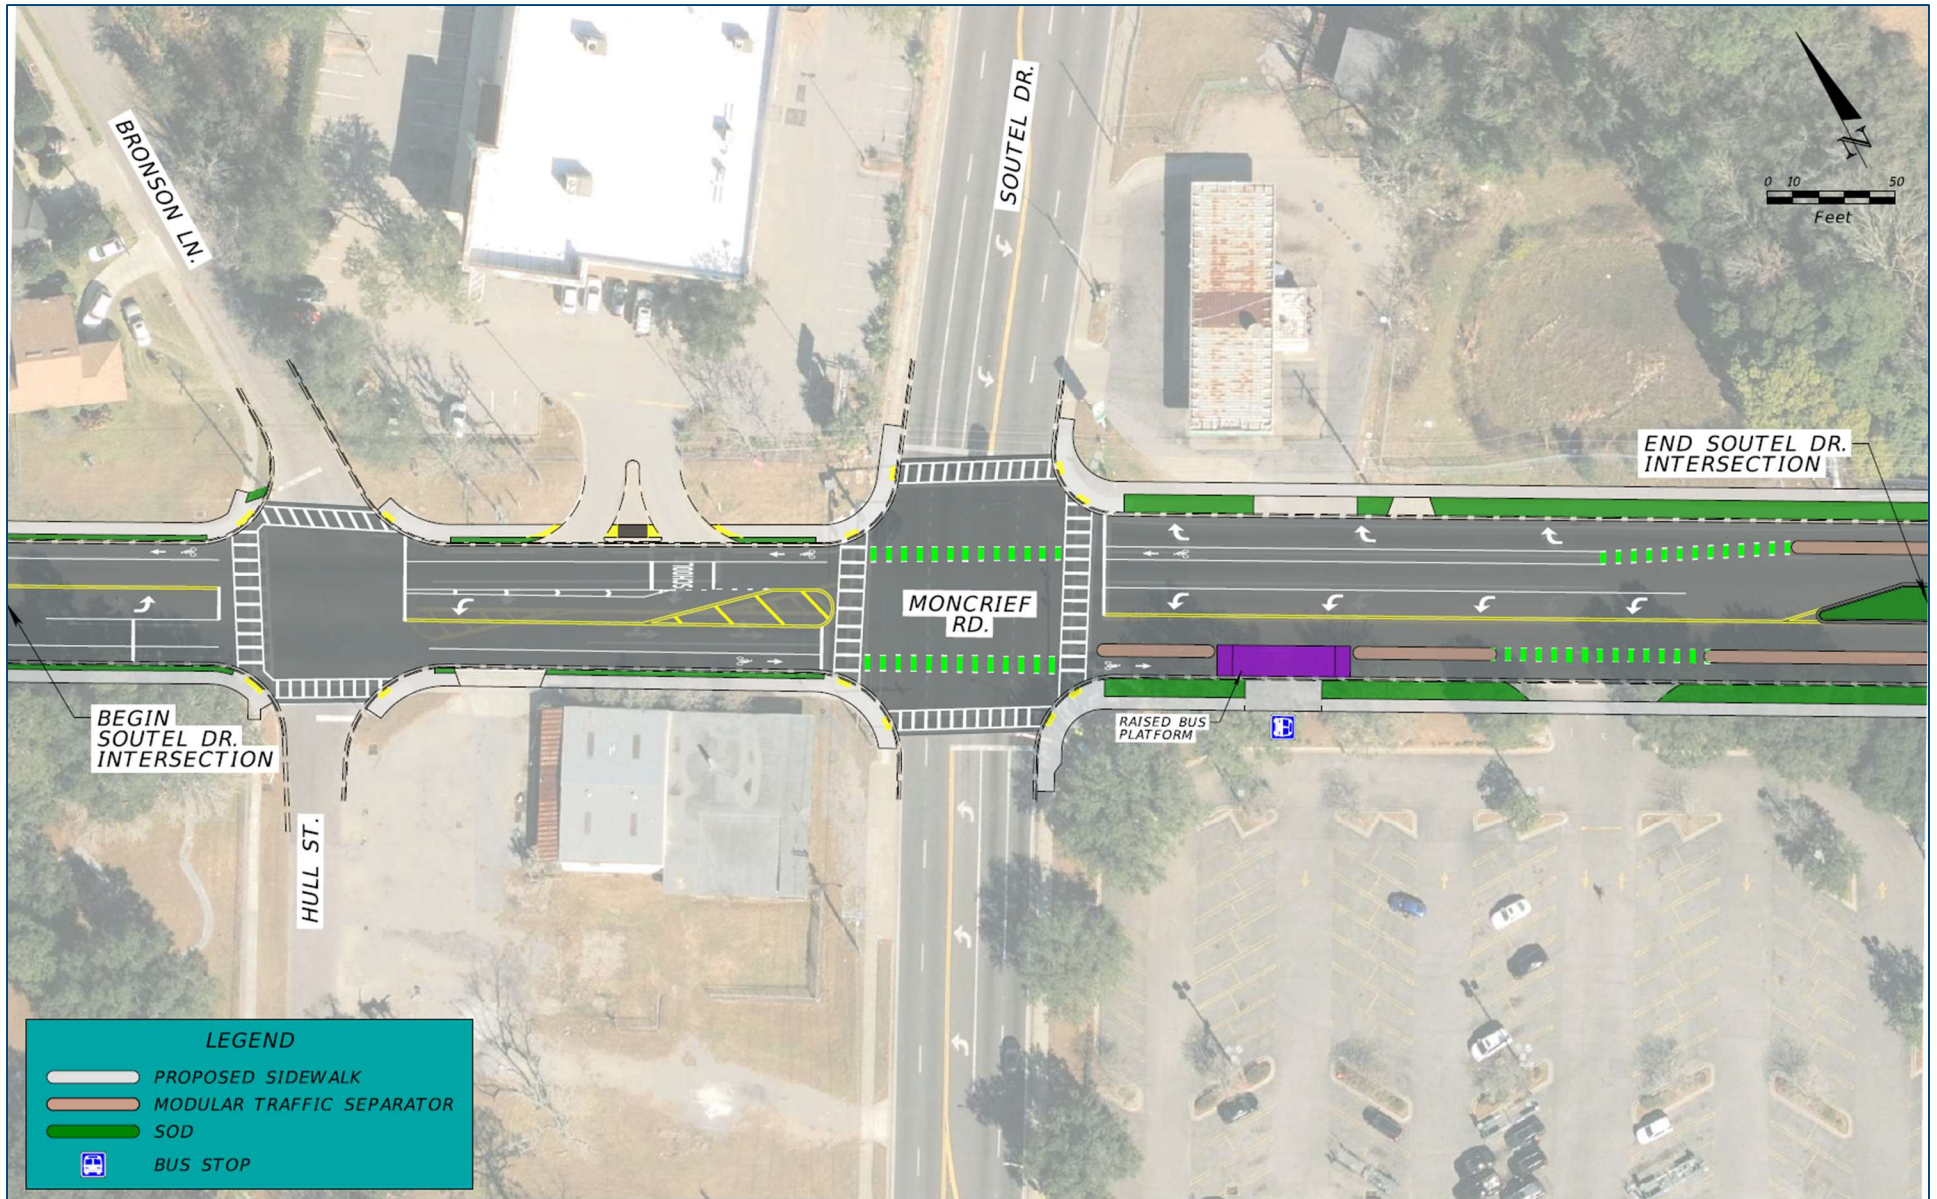 BRONSON LN.
SOUTEL DR.
N
0 10 50
Feet
END SOUTEL DR.
INTERSECTION
SCHOOL
MONCRIEF
RD.
BEGIN
SOUTEL DR.
INTERSECTION
RAISED BUS
PLATFORM
HULL ST.
LEGEND
PROPOSED SIDEWALK
MODULAR TRAFFIC SEPARATOR
SOD
BUS STOP